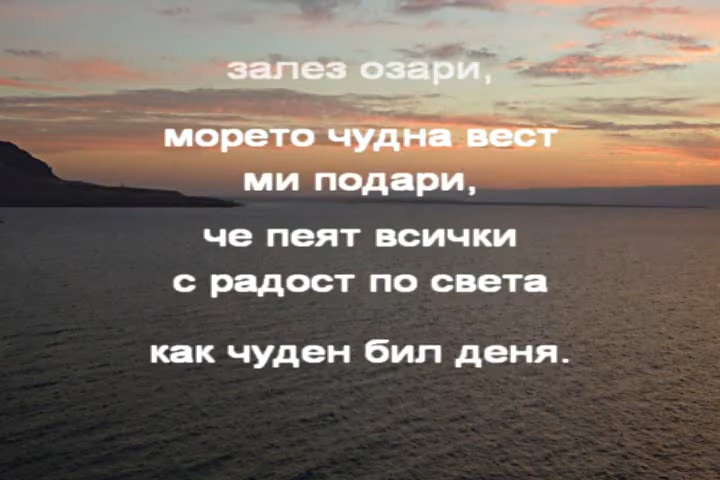 залез озари,
морето чудна вест
ми подари,
че пеят всички
с радост по света
как чуден бил деня.